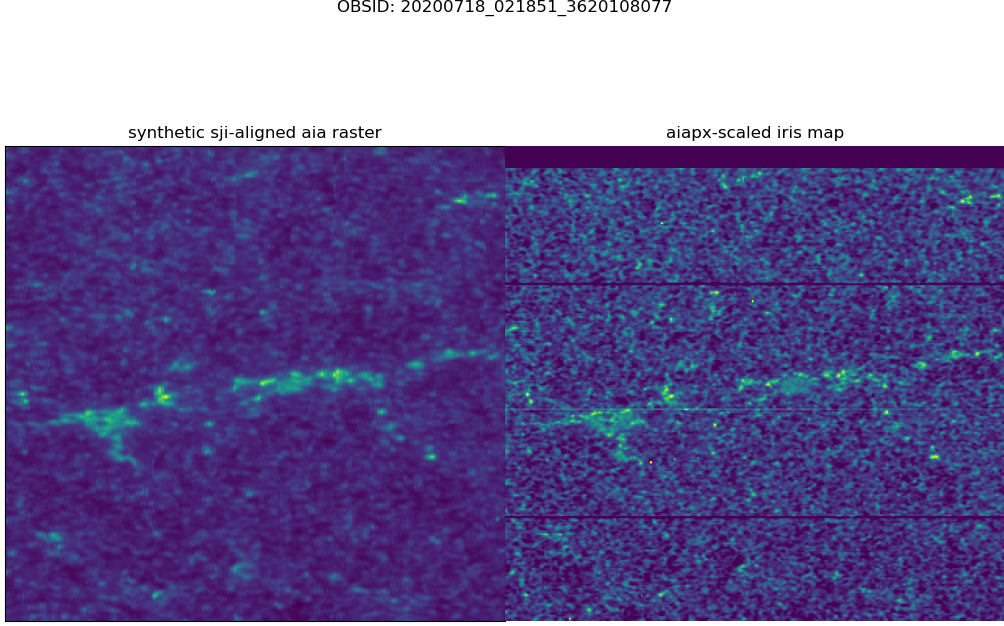 OBSID: 20200718_021851_3620108077
synthetic sji-aligned aia raster
aiapx-scaled iris map